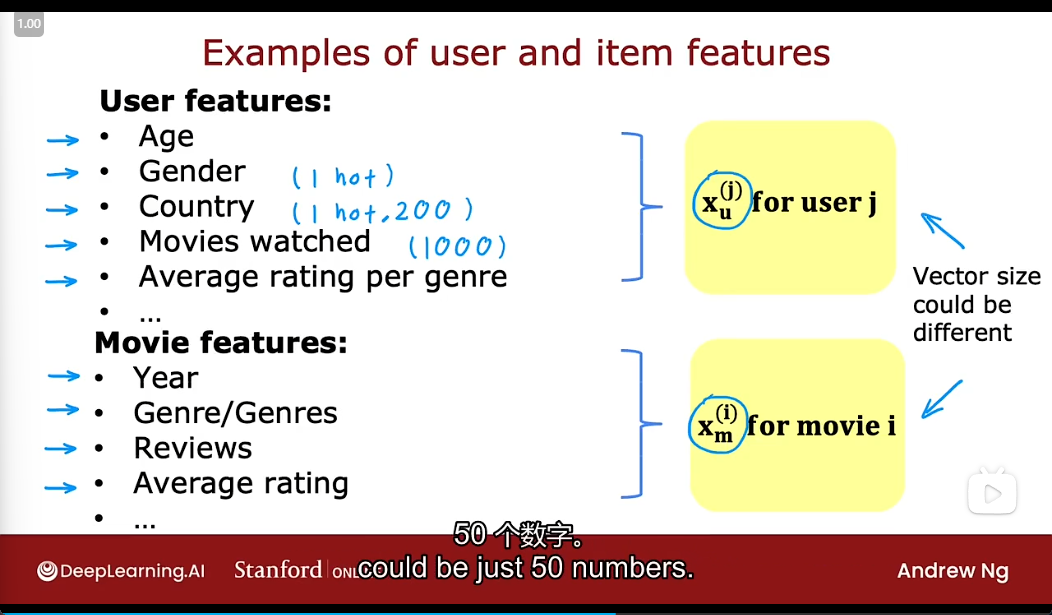 1.00
Examples of user and item features
User features:
→ • Age
→ • Gender (1 hot)
→ • Country (1 hot, 200)
→ • Movies watched (1000)
→ • Average rating per genre
• ...
x_u^(j) for user j
Vector size
could be
different
Movie features:
→ • Year
→ • Genre/Genres
→ • Reviews
→ • Average rating
• ...
x_m^(i) for movie i
50 个数字。
could be just 50 numbers.
DeepLearning.AI Stanford ONL
Andrew Ng